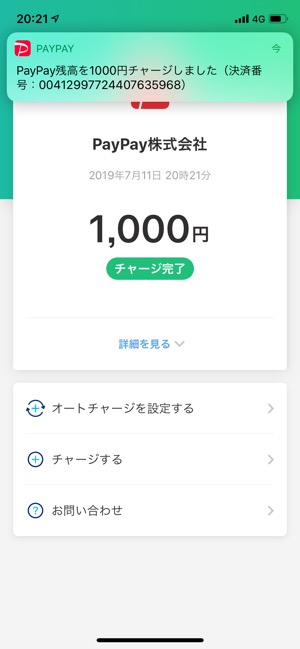 20:21
4G
PAYPAY
今
PayPay残高を1000円チャージしました（決済番
号：00412997724407635968）
PayPay株式会社
2019年7月11日 20時21分
1,000円
チャージ完了
詳細を見る
オートチャージを設定する
チャージする
お問い合わせ